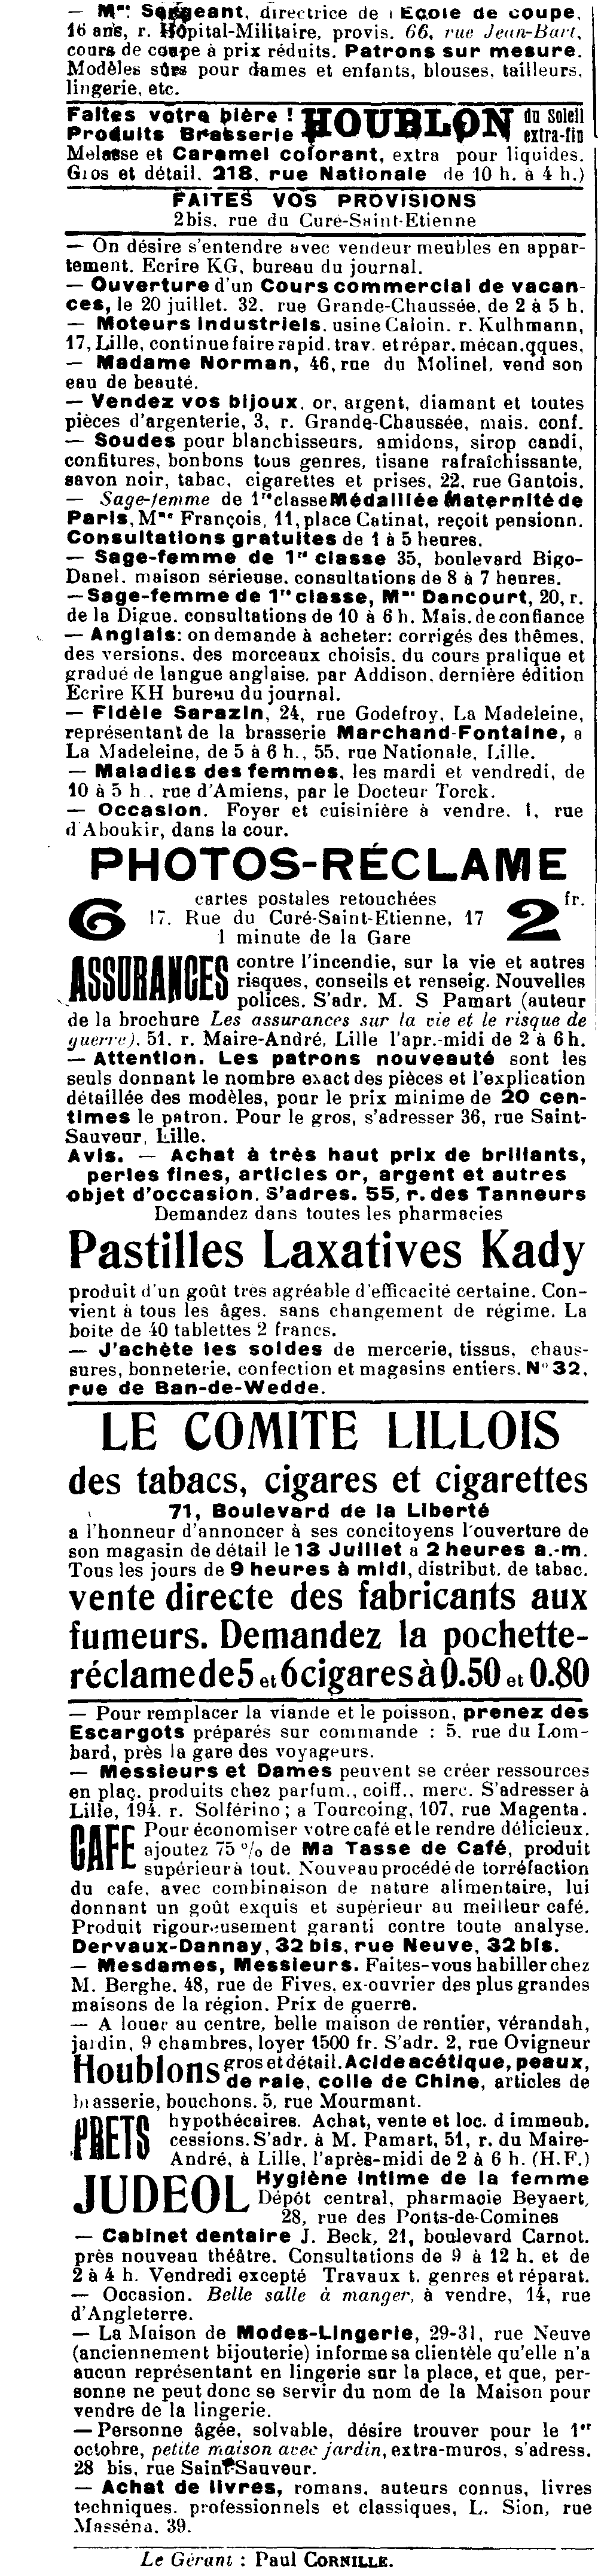 — Mme Sergeant, directrice de l'Ecole de coupe,
16 ans, r. Hôpital-Militaire, provis. 66, rue Jean-Bart,
cours de coupe à prix réduits. Patrons sur mesure.
Modèles sûrs pour dames et enfants, blouses, tailleurs,
lingerie, etc.
Faites votre bière ! HOUBLON du Soleil
Produits Brasserie extra-fin
Melasse et Caramel colorant, extra pour liquides.
Gros et détail. 218, rue Nationale (de 10 h. à 4 h.)
FAITES VOS PROVISIONS
2bis, rue du Curé-Saint-Etienne
— On désire s'entendre avec vendeur meubles en appar-
tement. Ecrire KG, bureau du journal.
— Ouverture d'un Cours commercial de vacan-
ces, le 20 juillet. 32, rue Grande-Chaussée, de 2 à 5 h.
— Moteurs industriels, usine Caloin, r. Kulhmann,
17, Lille, continue faire rapid. trav. et répar. mécan. qques.
— Madame Norman, 46, rue du Molinel, vend son
eau de beauté.
— Vendez vos bijoux, or, argent, diamant et toutes
pièces d'argenterie, 3, r. Grande-Chaussée, mais. conf.
— Soudes pour blanchisseurs, amidons, sirop candi,
confitures, bonbons tous genres, tisane rafraîchissante,
savon noir, tabac, cigarettes et prises, 22, rue Gantois.
— Sage-femme de 1re classe Médaillée Maternité de
Paris, Mme François, 11, place Catinat, reçoit pensionn.
Consultations gratuites de 1 à 5 heures.
— Sage-femme de 1re classe 35, boulevard Bigo-
Danel, maison sérieuse, consultations de 8 à 7 heures.
— Sage-femme de 1re classe, Mme Dancourt, 20, r.
de la Digue, consultations de 10 à 6 h. Mais. de confiance
— Anglais: on demande à acheter: corrigés des thêmes,
des versions, des morceaux choisis, du cours pratique et
gradué de langue anglaise, par Addison, dernière édition
Ecrire KH bureau du journal.
— Fidèle Sarazin, 24, rue Godefroy, La Madeleine,
représentant de la brasserie Marchand-Fontaine, a
La Madeleine, de 5 à 6 h., 55, rue Nationale, Lille.
— Maladies des femmes, les mardi et vendredi, de
10 à 5 h., rue d'Amiens, par le Docteur Torck.
— Occasion. Foyer et cuisinière à vendre. 1, rue
d'Aboukir, dans la cour.
PHOTOS-RÉCLAME
6 cartes postales retouchées 2 fr.
17, Rue du Curé-Saint-Etienne, 17
1 minute de la Gare
ASSURANCES contre l'incendie, sur la vie et autres
risques, conseils et renseig. Nouvelles
polices. S'adr. M. S Pamart (auteur
de la brochure Les assurances sur la vie et le risque de
guerre). 51, r. Maire-André, Lille l'apr.-midi de 2 à 6 h.
— Attention. Les patrons nouveauté sont les
seuls donnant le nombre exact des pièces et l'explication
détaillée des modèles, pour le prix minime de 20 cen-
times le patron. Pour le gros, s'adresser 36, rue Saint-
Sauveur, Lille.
Avis. — Achat à très haut prix de brillants,
perles fines, articles or, argent et autres
objet d'occasion. S'adres. 55, r. des Tanneurs
Demandez dans toutes les pharmacies
Pastilles Laxatives Kady
produit d'un goût très agréable d'efficacité certaine. Con-
vient à tous les âges, sans changement de régime. La
boite de 40 tablettes 2 francs.
— J'achète les soldes de mercerie, tissus, chaus-
sures, bonneterie, confection et magasins entiers. No 32,
rue de Ban-de-Wedde.
LE COMITE LILLOIS
des tabacs, cigares et cigarettes
71, Boulevard de la Liberté
a l'honneur d'annoncer à ses concitoyens l'ouverture de
son magasin de détail le 13 Juillet a 2 heures a.-m.
Tous les jours de 9 heures à midi, distribut. de tabac.
vente directe des fabricants aux
fumeurs. Demandez la pochette-
réclame de 5 et 6 cigares à 0.50 et 0.80
— Pour remplacer la viande et le poisson, prenez des
Escargots préparés sur commande : 5, rue du Lom-
bard, près la gare des voyageurs.
— Messieurs et Dames peuvent se créer ressources
en plaç. produits chez parfum., coiff., merc. S'adresser à
Lille, 194, r. Solférino ; a Tourcoing, 107, rue Magenta.
CAFE Pour économiser votre café et le rendre délicieux,
ajoutez 75 % de Ma Tasse de Café, produit
supérieur à tout. Nouveau procédé de torréfaction
du cafe, avec combinaison de nature alimentaire, lui
donnant un goût exquis et supérieur au meilleur café.
Produit rigoureusement garanti contre toute analyse.
Dervaux-Dannay, 32 bis, rue Neuve, 32 bis.
— Mesdames, Messieurs. Faites-vous habiller chez
M. Berghe, 48, rue de Fives, ex-ouvrier des plus grandes
maisons de la région. Prix de guerre.
— A louer au centre, belle maison de rentier, vérandah,
jardin, 9 chambres, loyer 1500 fr. S'adr. 2, rue Ovigneur
Houblons gros et détail. Acide acétique, peaux,
de raie, colle de Chine, articles de
brasserie, bouchons. 5, rue Mourmant.
PRETS hypothécaires. Achat, vente et loc. d'immeub.
cessions. S'adr. à M. Pamart, 51, r. du Maire-
André, à Lille, l'après-midi de 2 à 6 h. (H.F.)
JUDEOL Hygiène intime de la femme
Dépôt central, pharmacie Beyaert,
28, rue des Ponts-de-Comines
— Cabinet dentaire J. Beck, 21, boulevard Carnot,
près nouveau théâtre. Consultations de 9 à 12 h. et de
2 à 4 h. Vendredi excepté Travaux t. genres et réparat.
— Occasion. Belle salle à manger, à vendre, 14, rue
d'Angleterre.
— La Maison de Modes-Lingerie, 29-31, rue Neuve
(anciennement bijouterie) informe sa clientèle qu'elle n'a
aucun représentant en lingerie sur la place, et que, per-
sonne ne peut donc se servir du nom de la Maison pour
vendre de la lingerie.
— Personne âgée, solvable, désire trouver pour le 1er
octobre, petite maison avec jardin, extra-muros, s'adress.
28 bis, rue Saint-Sauveur.
— Achat de livres, romans, auteurs connus, livres
techniques, professionnels et classiques, L. Sion, rue
Masséna, 39.
Le Gérant : Paul CORNILLE.